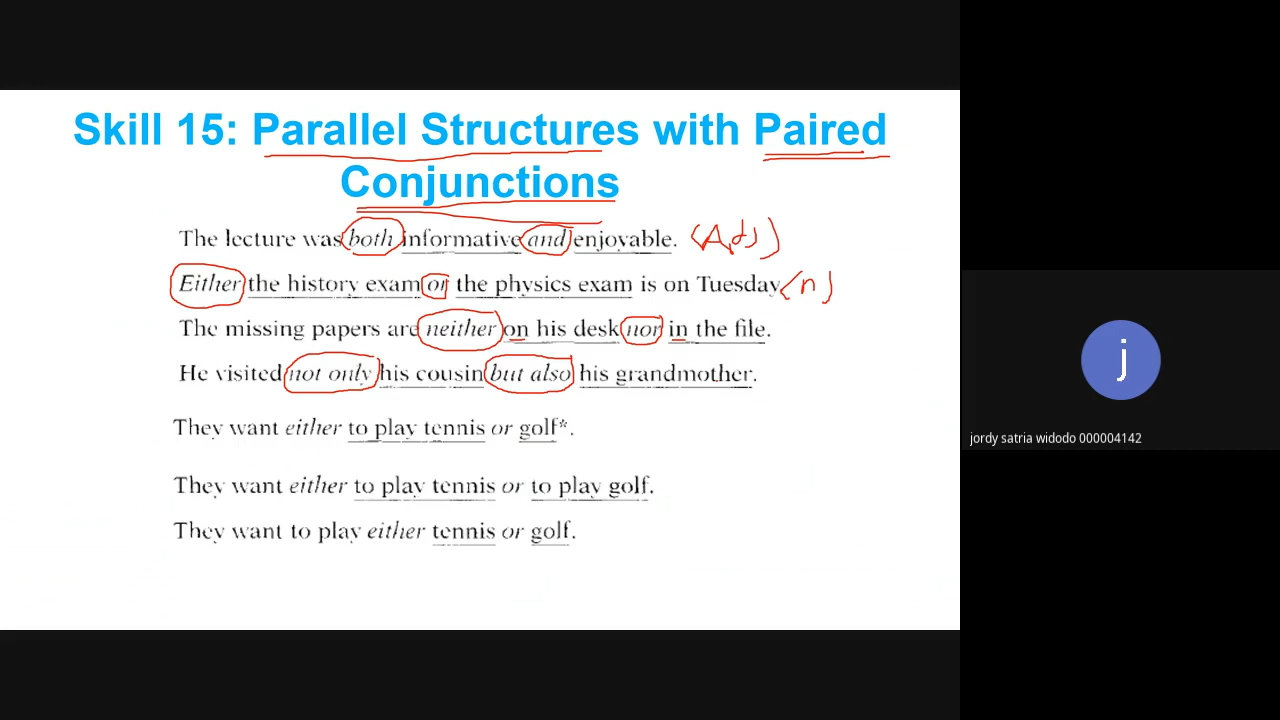 Skill 15: Parallel Structures with Paired
Conjunctions
The lecture was both informative and enjoyable. (Adj)
Either the history exam or the physics exam is on Tuesday (n)
The missing papers are neither on his desk nor in the file.
He visited not only his cousin but also his grandmother.
They want either to play tennis or golf*.
They want either to play tennis or to play golf.
They want to play either tennis or golf.
j
jordy satria widodo 000004142